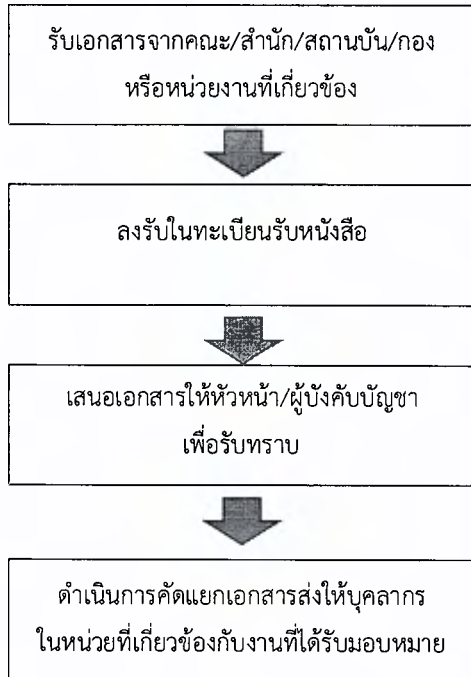 รับเอกสารจากคณะ/สำนัก/สถานบัน/กอง
หรือหน่วยงานที่เกี่ยวข้อง
ลงรับในทะเบียนรับหนังสือ
เสนอเอกสารให้หัวหน้า/ผู้บังคับบัญชา
เพื่อรับทราบ
ดำเนินการคัดแยกเอกสารส่งให้บุคลากร
ในหน่วยที่เกี่ยวข้องกับงานที่ได้รับมอบหมาย